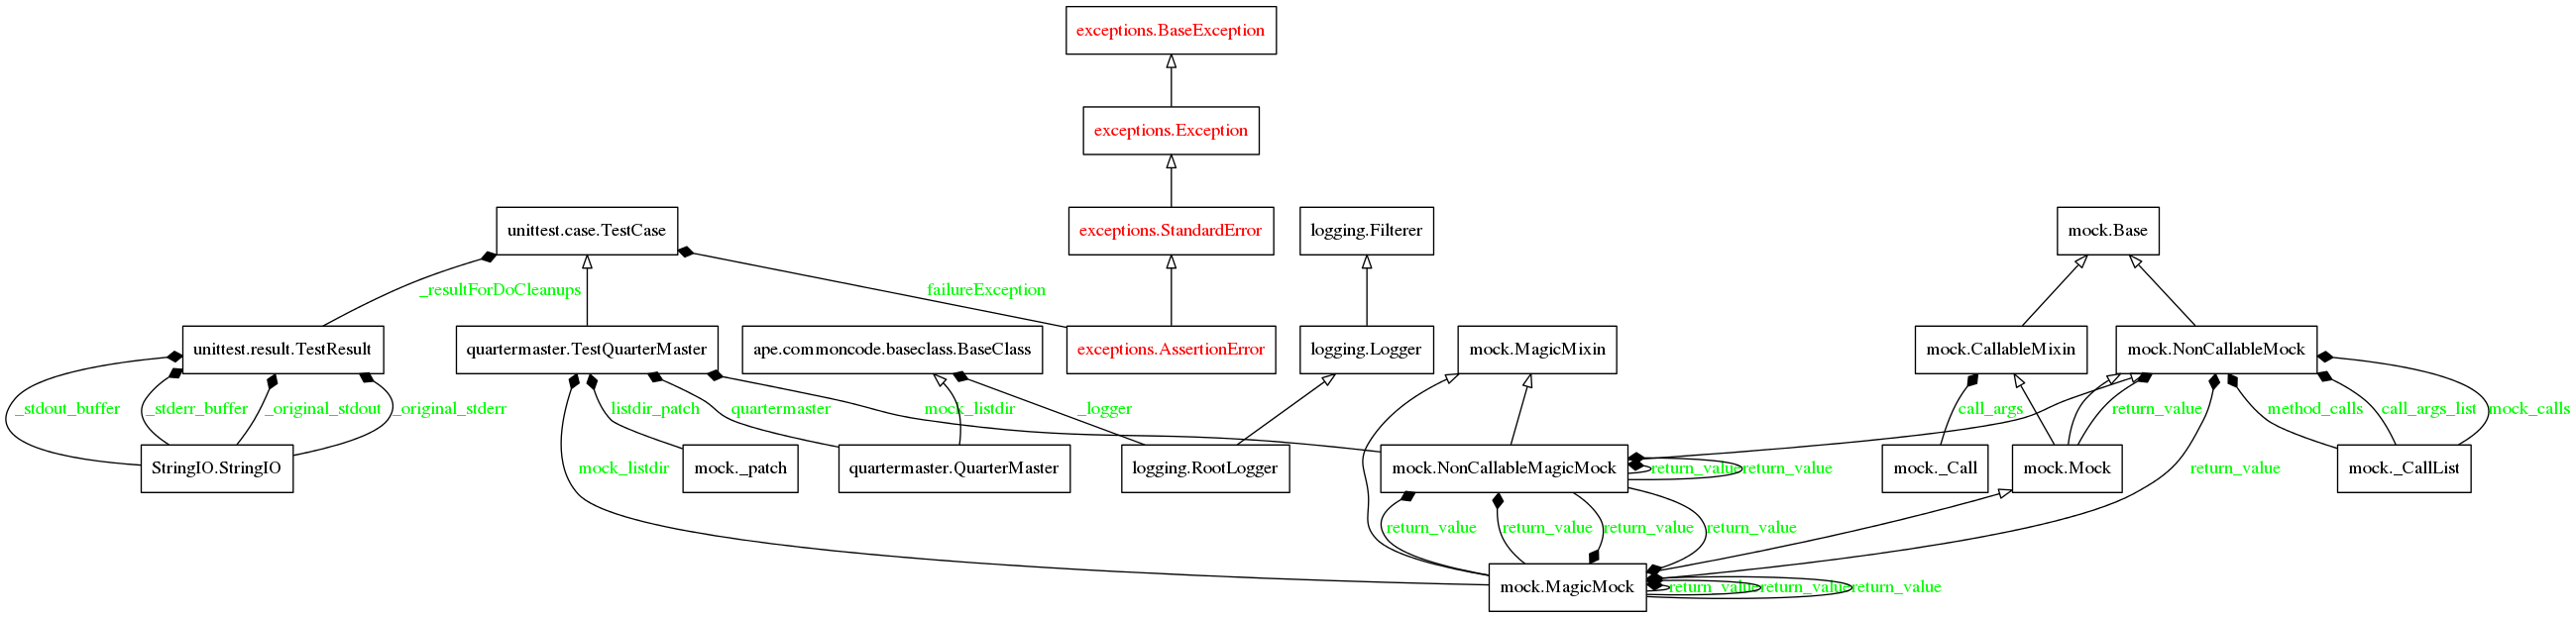 exceptions.BaseException
exceptions.Exception
unittest.case.TestCase
exceptions.StandardError
logging.Filterer
mock.Base
_resultForDoCleanups
failureException
unittest.result.TestResult
quartermaster.TestQuarterMaster
ape.commoncode.baseclass.BaseClass
exceptions.AssertionError
logging.Logger
mock.MagicMixin
mock.CallableMixin
mock.NonCallableMock
_stdout_buffer
_stderr_buffer
_original_stdout
_original_stderr
listdir_patch
quartermaster
mock_listdir
_logger
call_args
return_value
method_calls
call_args_list
mock_calls
StringIO.StringIO
mock_listdir
mock._patch
quartermaster.QuarterMaster
logging.RootLogger
mock.NonCallableMagicMock
return_value
return_value
mock._Call
mock.Mock
return_value
mock._CallList
return_value
return_value
return_value
return_value
mock.MagicMock
return_value
return_value
return_value